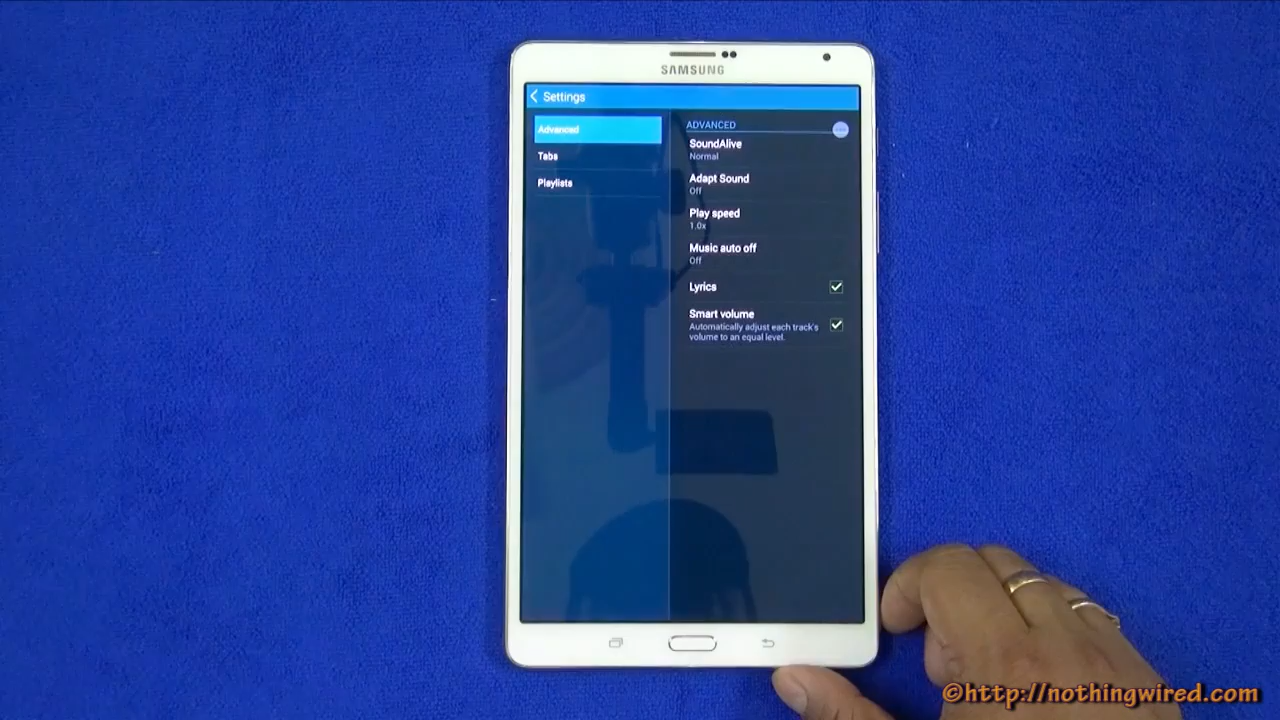 SAMSUNG
Settings
Advanced
Tabs
Playlists
ADVANCED
SoundAlive
Normal
Adapt Sound
Off
Play speed
1.0x
Music auto off
Off
Lyrics
Smart volume
Automatically adjust each track's
volume to an equal level.
©http://nothingwired.com